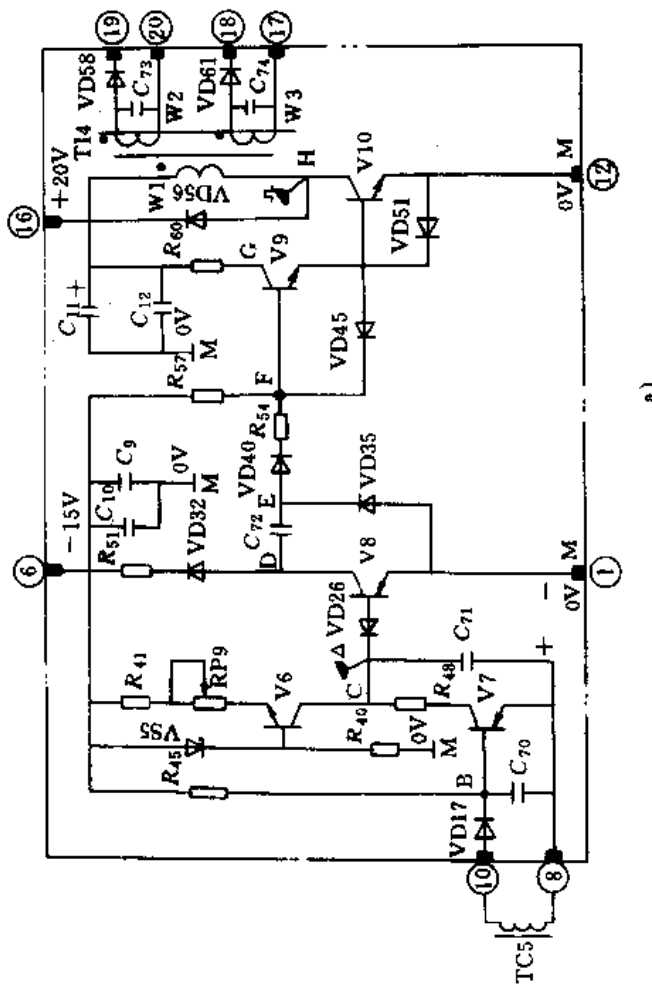 19
20
18
17
VD58
C73
W2
VD61
C74
W3
T14
16
+20V
W1
VD56
H
V10
M
0V
12
R60
G
V9
VD51
C11
+
C12
0V
M
VD45
R57
F
R54
C9
0V
M
C10
VD40
E
VD35
6
-15V
R51
VD32
C72
D
V8
M
0V
1
VD26
C71
-
+
R41
RP9
Δ
C
V6
R48
V7
VS5
R40
0V
M
R45
B
C70
VD17
10
8
TC5
a)